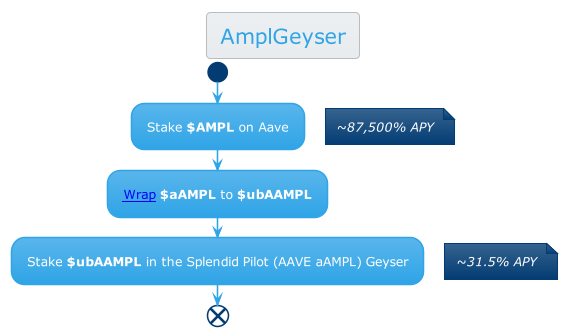 AmplGeyser
Stake $AMPL on Aave
~87,500% APY
Wrap $aAMPL to $ubAAMPL
Stake $ubAAMPL in the Splendid Pilot (AAVE aAMPL) Geyser
~31.5% APY